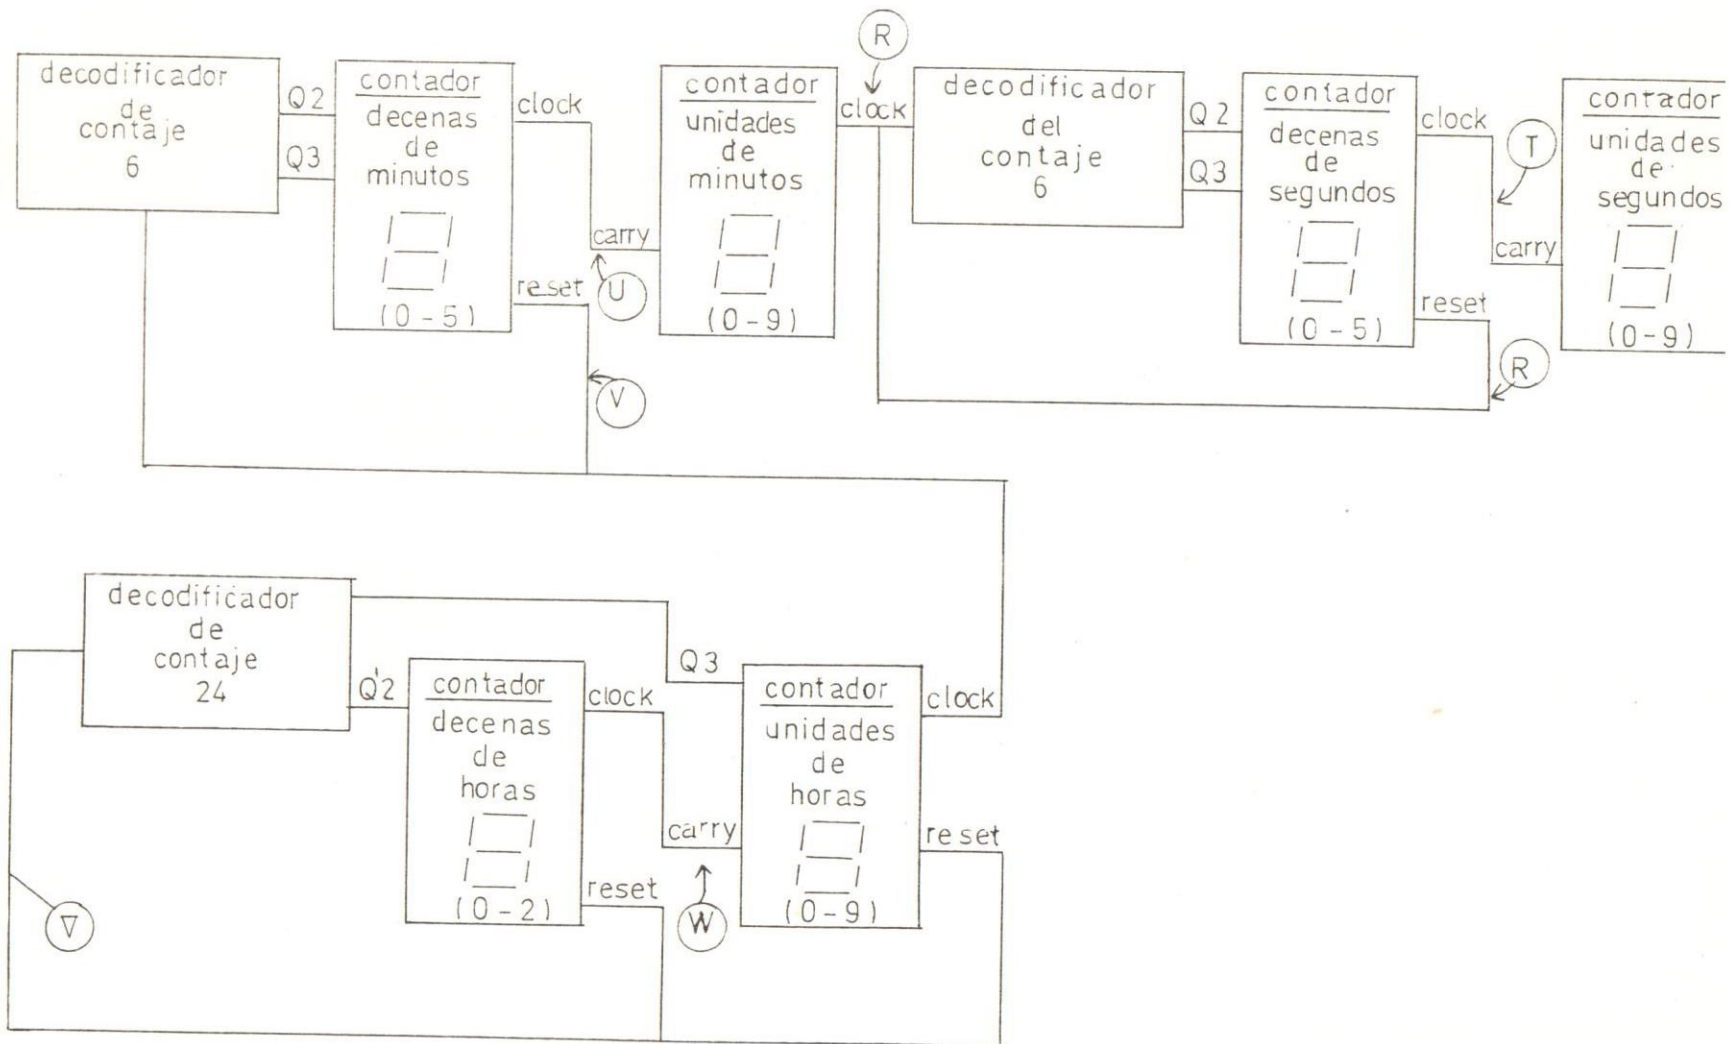 decodificador
de
contaje
6
Q2
Q3
contador
decenas
de
minutos
(0-5)
clock
carry
reset
U
V
contador
unidades
de
minutos
(0-9)
R
clock
decodificador
del
contaje
6
Q2
Q3
contador
decenas
de
segundos
(0-5)
clock
T
carry
reset
R
contador
unidades
de
segundos
(0-9)
decodificador
de
contaje
24
Q'2
Q3
contador
decenas
de
horas
(0-2)
clock
carry
reset
W
contador
unidades
de
horas
(0-9)
clock
reset